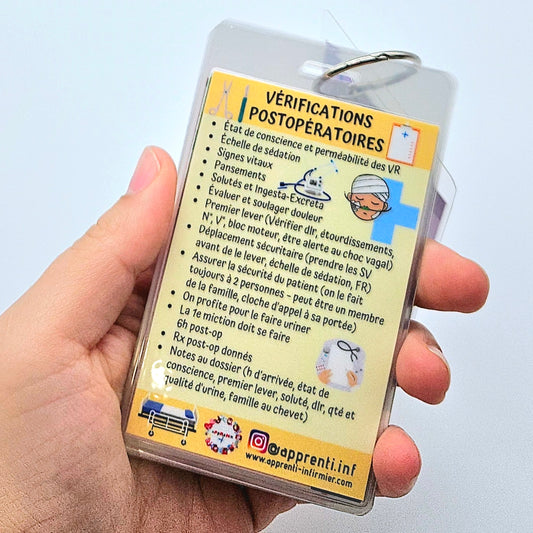 VÉRIFICATIONS
POSTOPÉRATOIRES
• État de conscience et perméabilité des VR
• Échelle de sédation
• Signes vitaux
• Pansements
• Solutés et Ingesta-Excreta
• Évaluer et soulager douleur
• Premier lever (Vérifier dlr, étourdissements,
N°, V°, bloc moteur, être alerte au choc vagal)
• Déplacement sécuritaire (prendre les SV
avant de le lever, échelle de sédation, FR)
• Assurer la sécurité du patient (on le fait
toujours à 2 personnes - peut être un membre
de la famille, cloche d'appel à sa portée)
• On profite pour le faire uriner
• La 1e miction doit se faire
6h post-op
• Rx post-op donnés
• Notes au dossier (h d'arrivée, état de
conscience, premier lever, soluté, dlr, qté et
qualité d'urine, famille au chevet)
@apprenti.inf
www.apprenti-infirmier.com